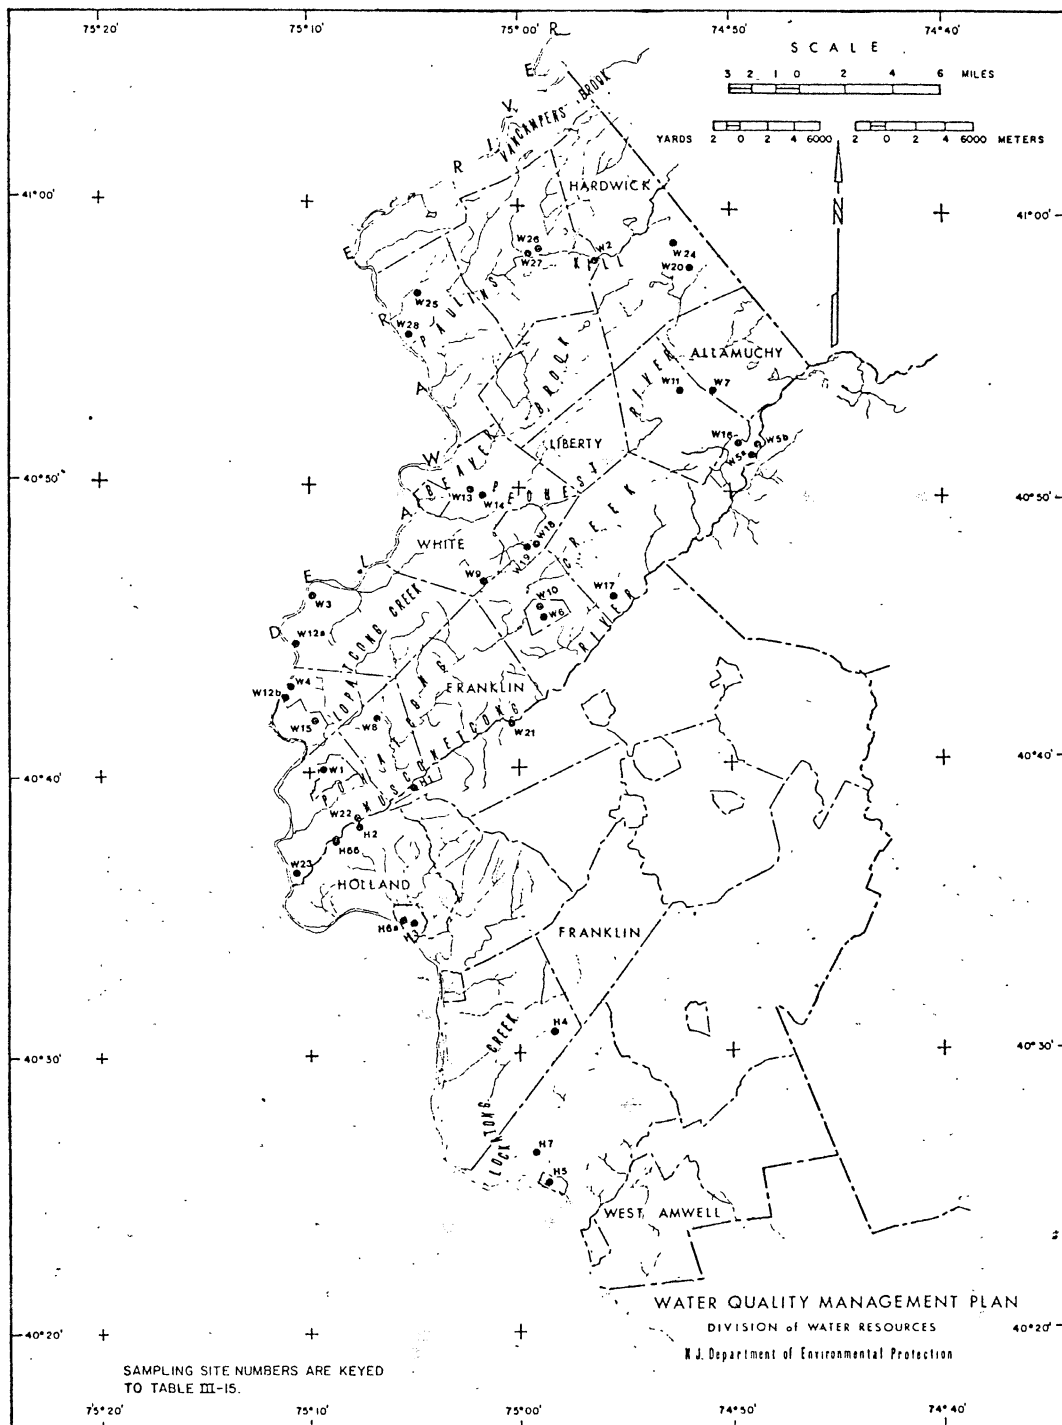 75°20' 75°10' 75°00' 74°50' 74°40'
SCALE
3 2 1 0 2 4 6 MILES
YARDS 2 0 2 4 6000 2 0 2 4 6000 METERS
N
DELAWARE RIVER
VANCAMPERS BROOK
HARDWICK
41°00' 41°00'
W26
W27
W2
W24
W20
PAULINS KILL
W25
W28
ALLAMUCHY
BEAVER BROOK
W11
W7
LIBERTY
W16
W5b
W5a
PEQUEST RIVER
40°50' 40°50'
W13
W14
WHITE
W18
W19
W9
W17
W10
W6
W3
LOPATCONG CREEK
W12a
POHATCONG CREEK
FRANKLIN
W4
W12b
W15
W8
W21
MUSCONETCONG RIVER
40°40' 40°40'
W1
H1
W22
H2
H6b
W23
HOLLAND
H6a
H3
FRANKLIN
H4
40°30' 40°30'
LOCKATONG CREEK
H7
H5
WEST AMWELL
WATER QUALITY MANAGEMENT PLAN
DIVISION of WATER RESOURCES
N.J. Department of Environmental Protection
40°20' 40°20'
SAMPLING SITE NUMBERS ARE KEYED
TO TABLE III-15.
75°20' 75°10' 75°00' 74°50' 74°40'